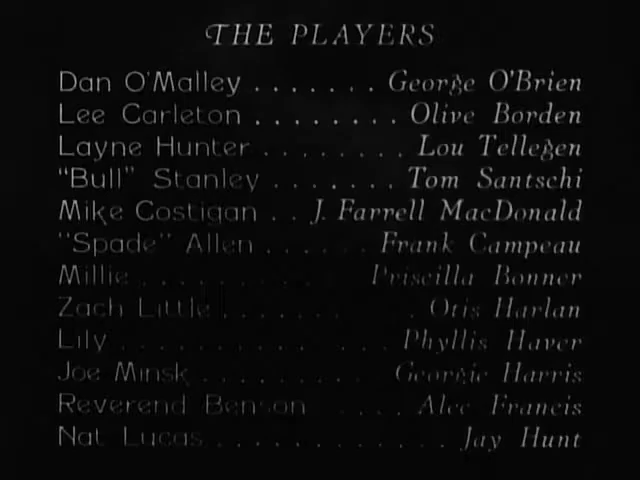 THE PLAYERS
Dan O'Malley . . . . . . . George O'Brien
Lee Carleton . . . . . . . . Olive Borden
Layne Hunter . . . . . . . . Lou Tellegen
"Bull" Stanley . . . . . . . Tom Santschi
Mike Costigan . . J. Farrell MacDonald
"Spade" Allen . . . . . . Frank Campeau
Millie . . . . . . . . . . Priscilla Bonner
Zach Little . . . . . . . . Otis Harlan
Lily . . . . . . . . . . . . Phyllis Haver
Joe Minsk . . . . . . . . . Georgie Harris
Reverend Benson . . . . Alec Francis
Nat Lucas . . . . . . . . . . . . Jay Hunt